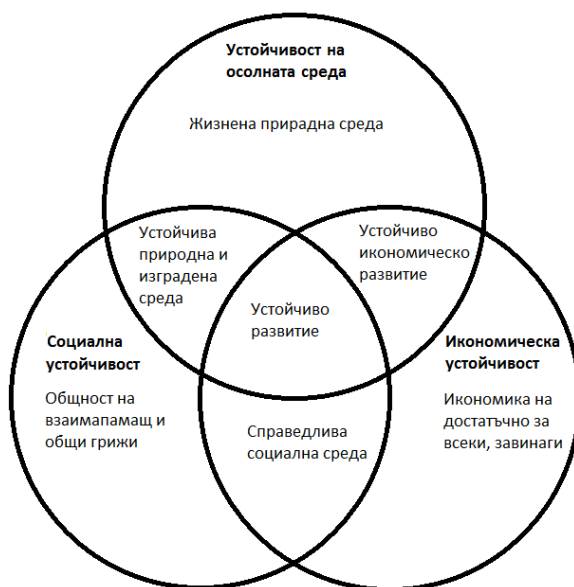 Устойчивост на
осолната среда
Жизнена прирадна среда
Устойчива
природна и
изградена
среда
Устойчиво
икономическо
развитие
Устойчиво
развитие
Социална
устойчивост
Общност на
взаимапамащ и
общи грижи
Икономическа
устойчивост
Икономика на
достатъчно за
всеки, завинаги
Справедлива
социална среда